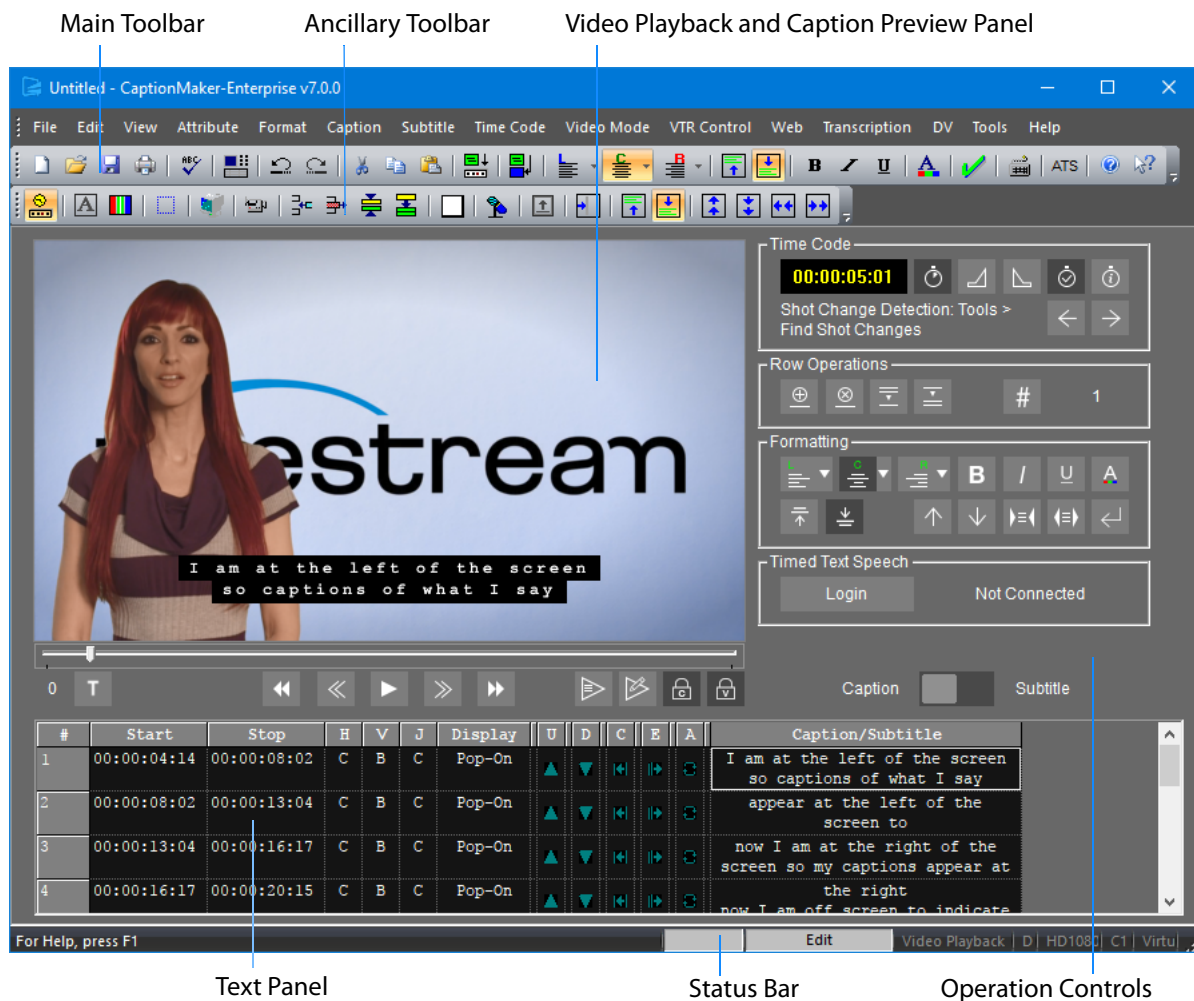 Main Toolbar Ancillary Toolbar Video Playback and Caption Preview Panel
Untitled - CaptionMaker-Enterprise v7.0.0
File Edit View Attribute Format Caption Subtitle Time Code Video Mode VTR Control Web Transcription DV Tools Help
ABC L C R B I U A ATS ?
A
Time Code
00:00:05:01
Shot Change Detection: Tools >
Find Shot Changes
Row Operations
# 1
Formatting
L C R B I U A
estream
I am at the left of the screen
so captions of what I say
Timed Text Speech
Login Not Connected
0 T C V Caption Subtitle
# Start Stop H V J Display U D C E A Caption/Subtitle
1 00:00:04:14 00:00:08:02 C B C Pop-On I am at the left of the screen
so captions of what I say
2 00:00:08:02 00:00:13:04 C B C Pop-On appear at the left of the
screen to
3 00:00:13:04 00:00:16:17 C B C Pop-On now I am at the right of the
screen so my captions appear at
4 00:00:16:17 00:00:20:15 C B C Pop-On the right
now I am off screen to indicate
For Help, press F1 Edit Video Playback D HD1080 C1 Virtu
Text Panel Status Bar Operation Controls